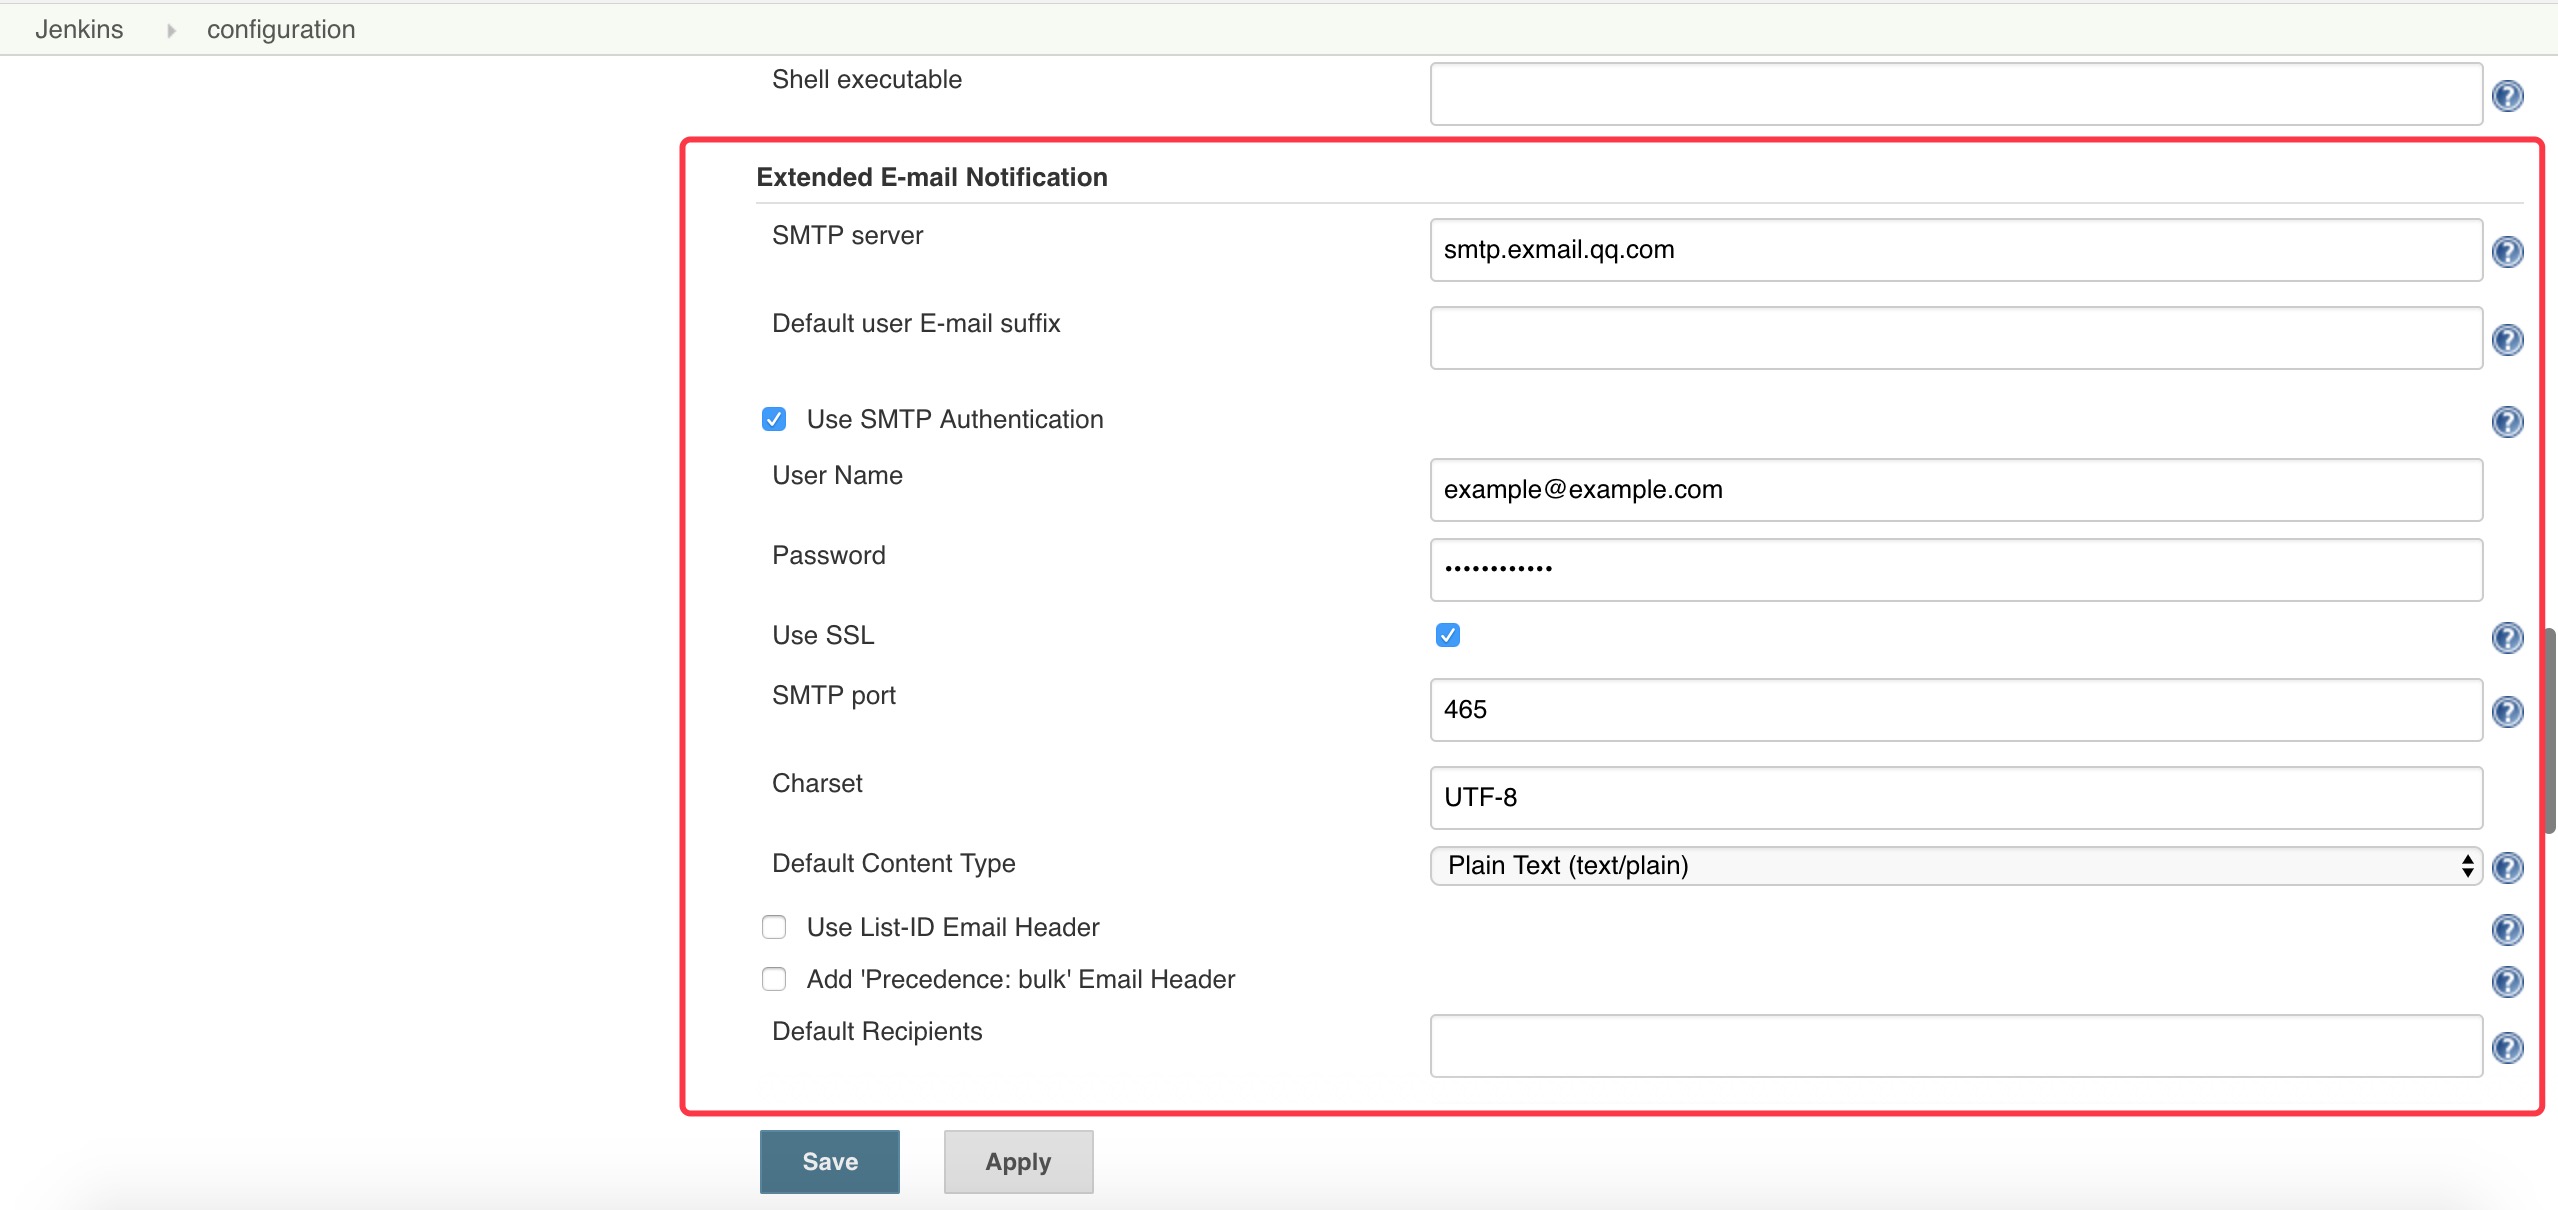 Jenkins configuration
Shell executable
Extended E-mail Notification
SMTP server
smtp.exmail.qq.com
Default user E-mail suffix
Use SMTP Authentication
User Name
example@example.com
Password
••••••••••••
Use SSL
SMTP port
465
Charset
UTF-8
Default Content Type
Plain Text (text/plain)
Use List-ID Email Header
Add 'Precedence: bulk' Email Header
Default Recipients
Save Apply